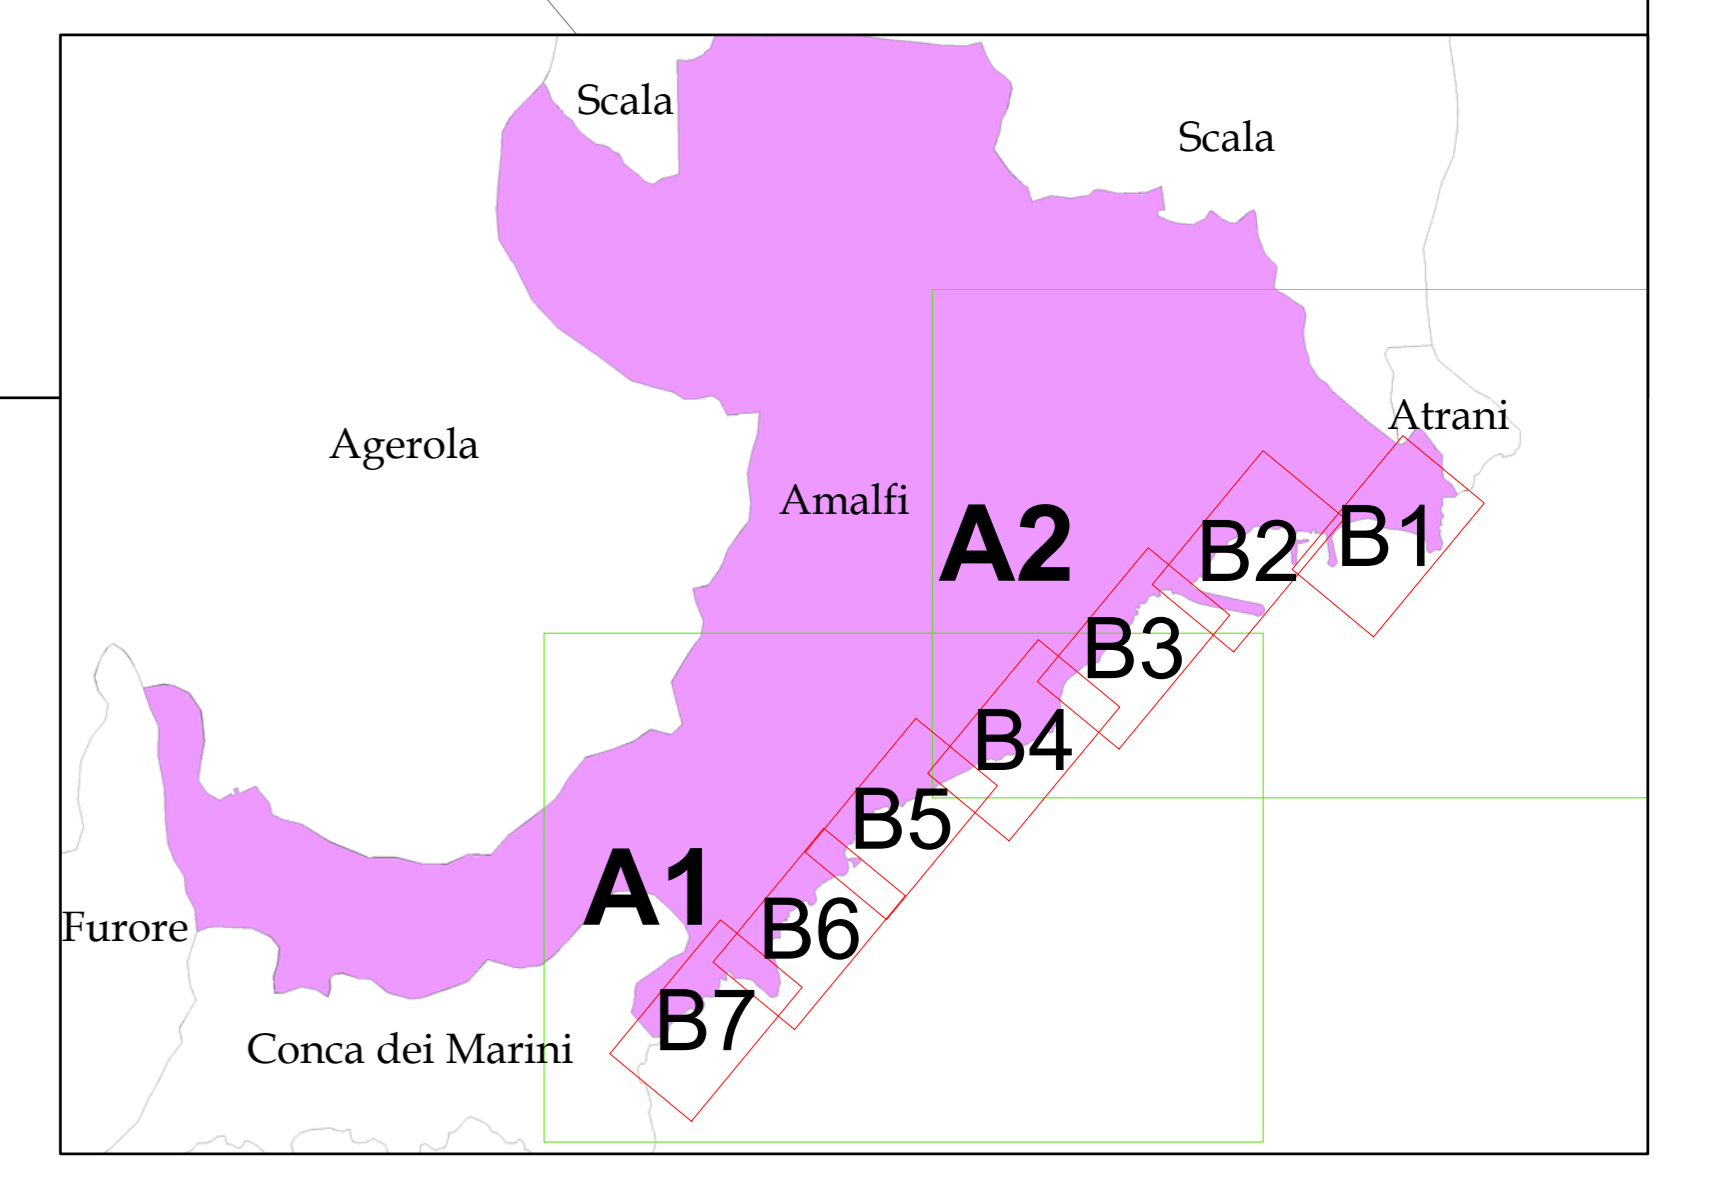 Scala
Scala
Atrani
Agerola
Amalfi
A2
B1
B2
B3
B4
B5
A1
B6
Furore
B7
Conca dei Marini